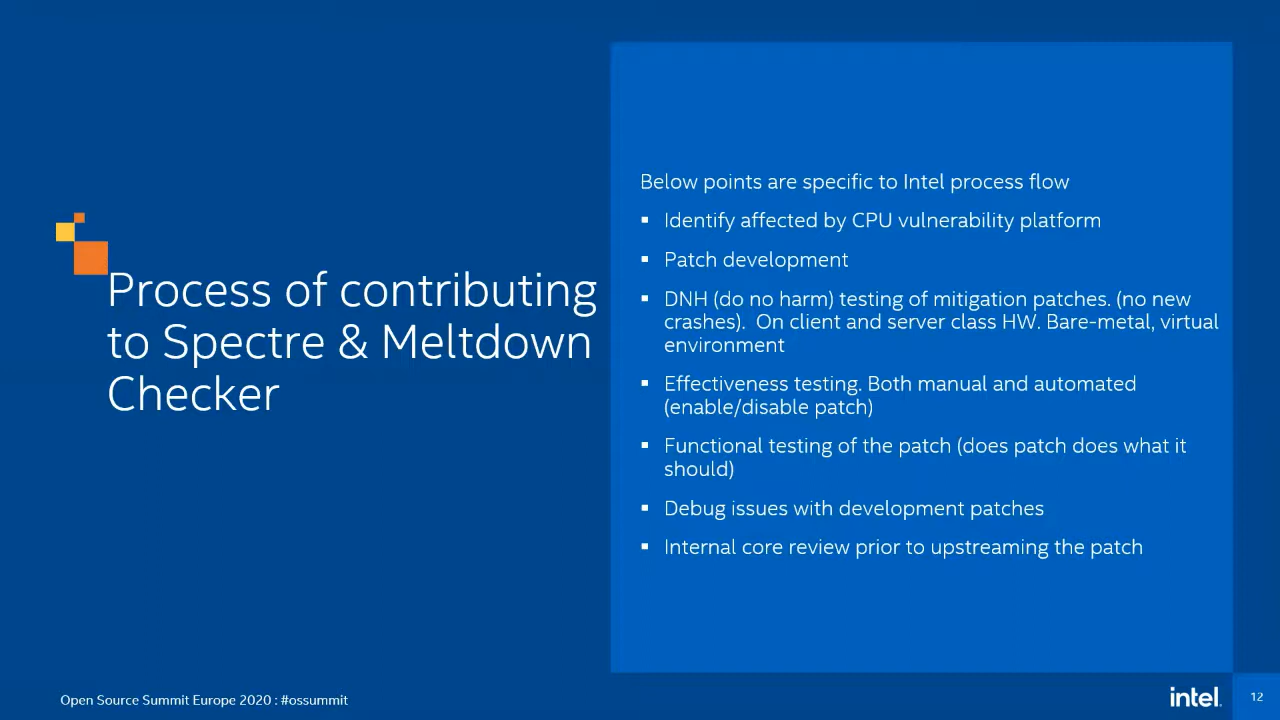 Process of contributing
to Spectre & Meltdown
Checker
Below points are specific to Intel process flow
▪ Identify affected by CPU vulnerability platform
▪ Patch development
▪ DNH (do no harm) testing of mitigation patches. (no new
crashes).  On client and server class HW. Bare-metal, virtual
environment
▪ Effectiveness testing. Both manual and automated
(enable/disable patch)
▪ Functional testing of the patch (does patch does what it
should)
▪ Debug issues with development patches
▪ Internal core review prior to upstreaming the patch
Open Source Summit Europe 2020 : #ossummit
intel.
12